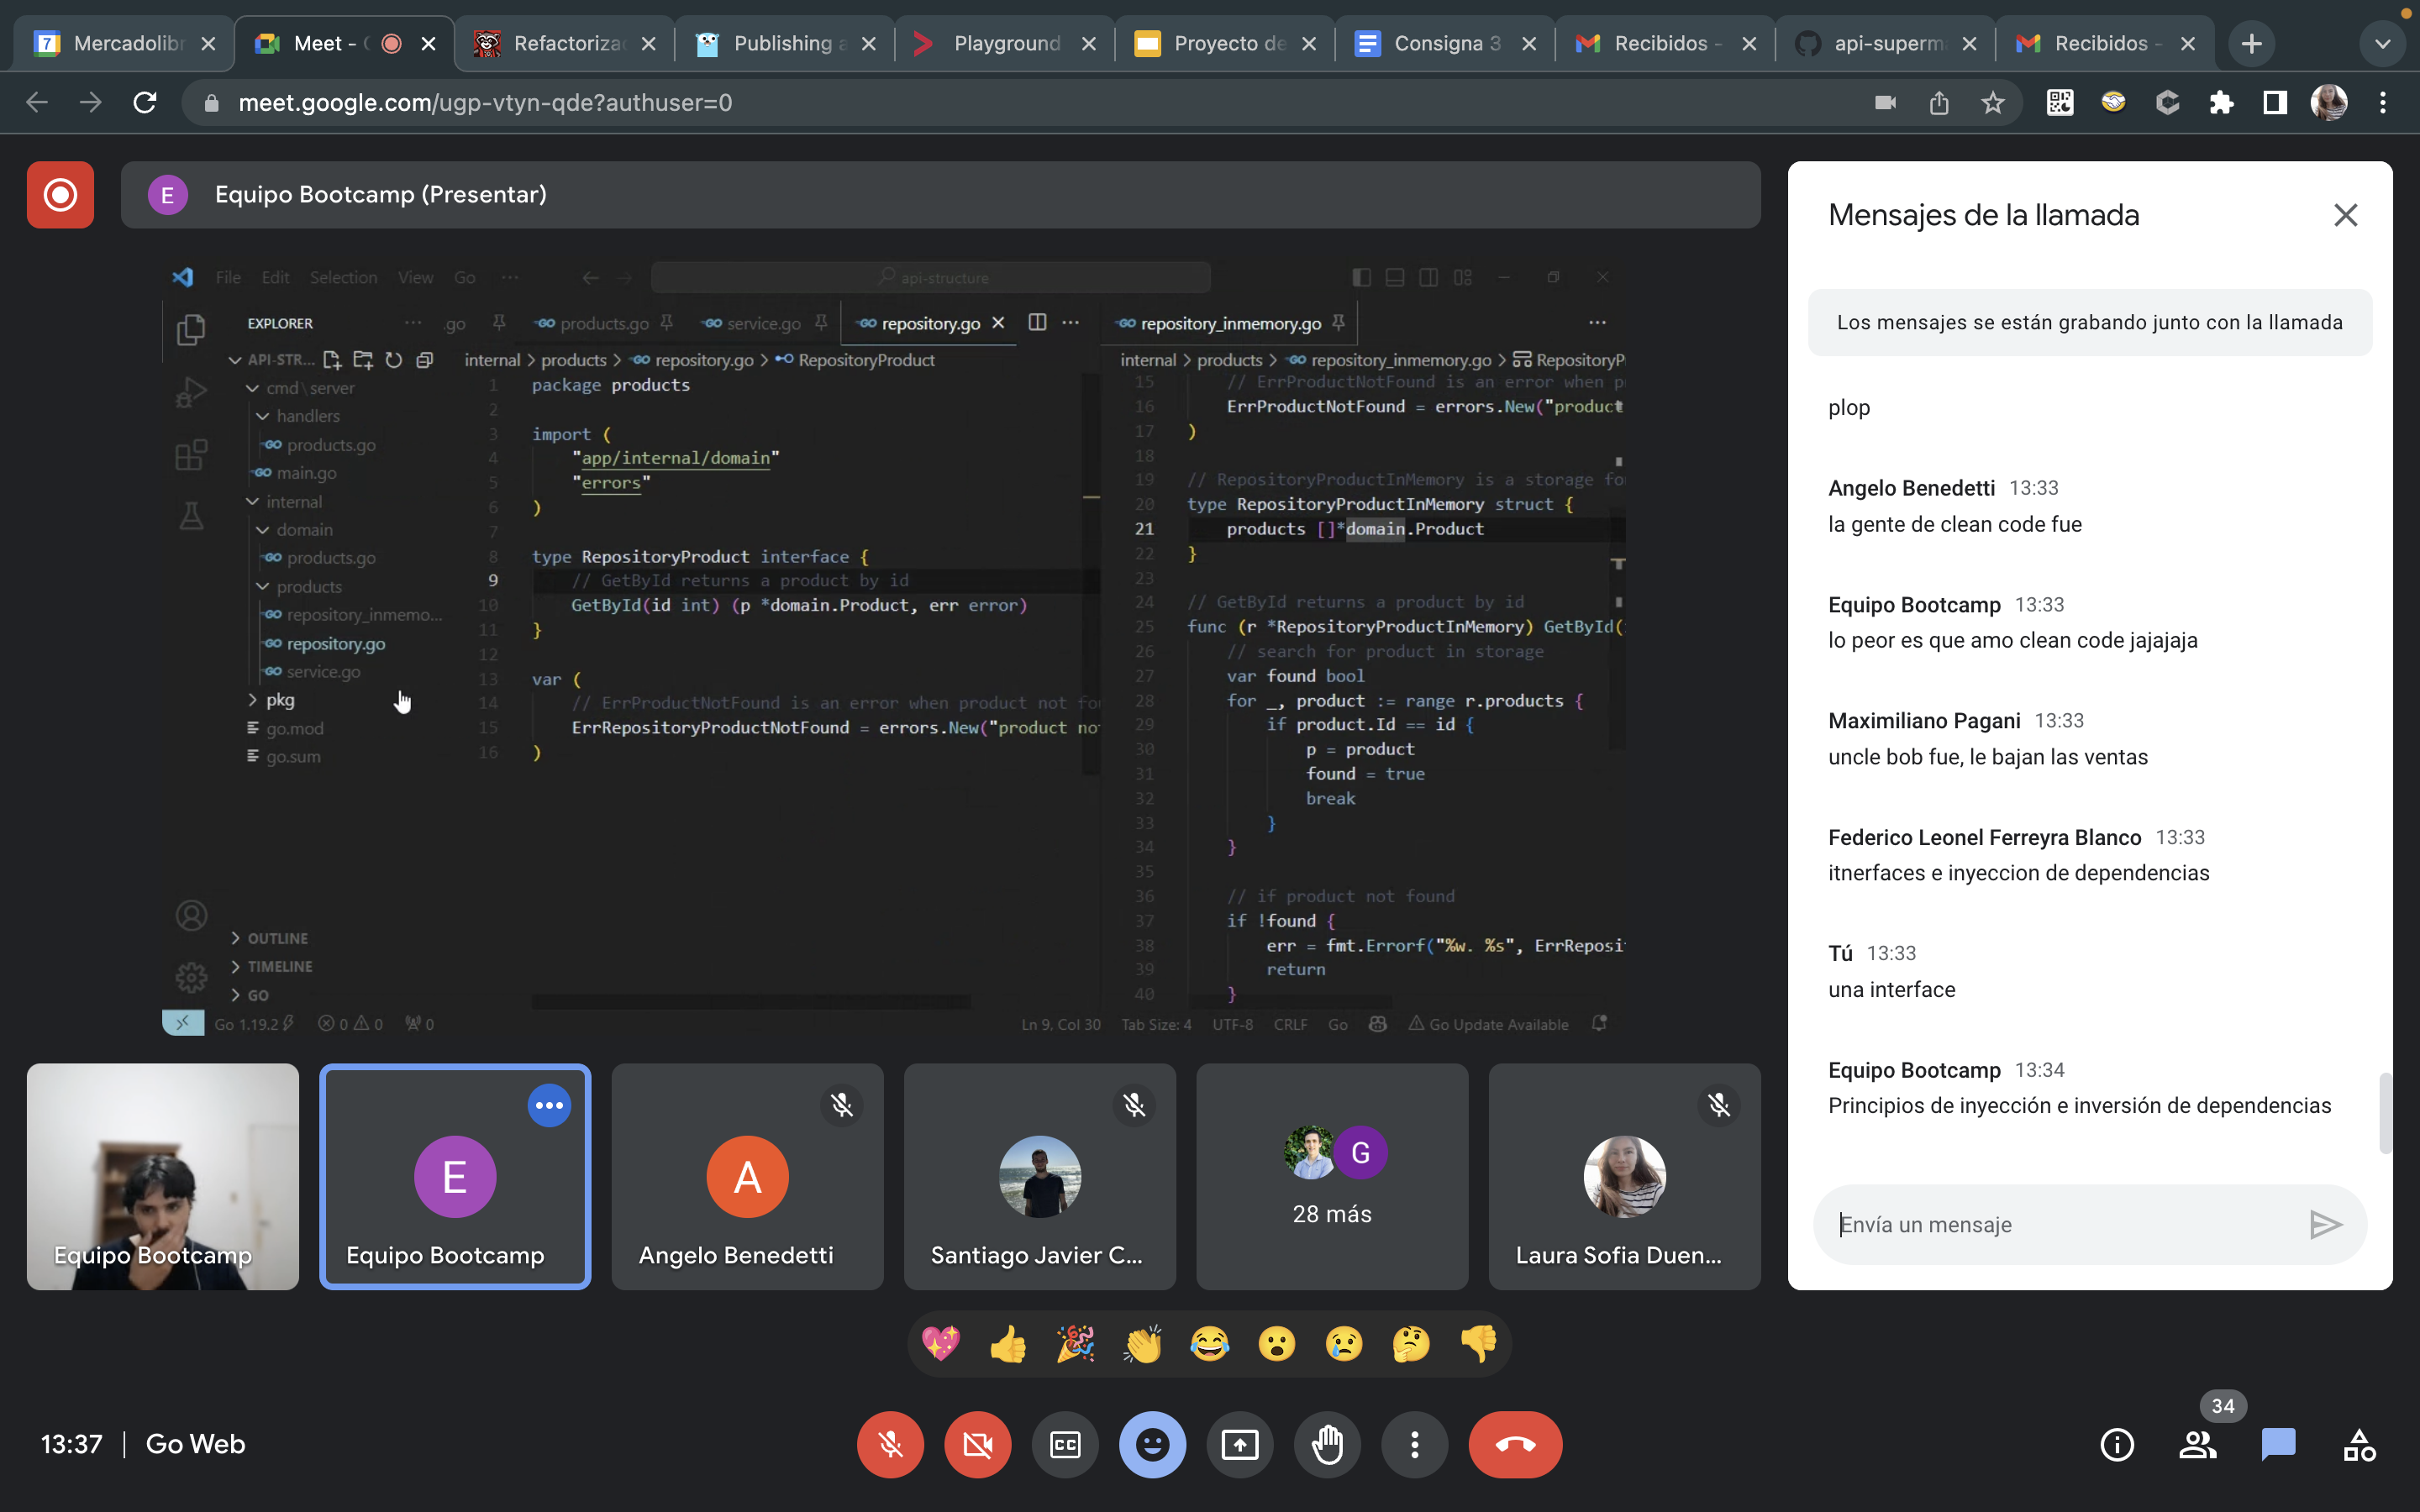 Mercadolibr
Meet - (
Refactoriza
Publishing a
Playground
Proyecto de
Consigna 3
Recibidos -
api-superm
Recibidos -
meet.google.com/ugp-vtyn-qde?authuser=0
E
Equipo Bootcamp (Presentar)
File Edit Selection View Go ···
api-structure
EXPLORER
.go
products.go
service.go
repository.go
repository_inmemory.go
API-STR...
internal > products > repository.go > RepositoryProduct
internal > products > repository_inmemory.go > RepositoryP
cmd \ server
handlers
products.go
main.go
internal
domain
products.go
products
repository_inmemo...
repository.go
service.go
pkg
go.mod
go.sum
OUTLINE
TIMELINE
GO
1 package products
2
3 import (
4 "app/internal/domain"
5 "errors"
6 )
7
8 type RepositoryProduct interface {
9 // GetById returns a product by id
10 GetById(id int) (p *domain.Product, err error)
11 }
12
13 var (
14 // ErrProductNotFound is an error when product not fo
15 ErrRepositoryProductNotFound = errors.New("product no
16 )
15 // ErrProductNotFound is an error when p
16 ErrProductNotFound = errors.New("product
17 )
18
19 // RepositoryProductInMemory is a storage fo
20 type RepositoryProductInMemory struct {
21 products []*domain.Product
22 }
23
24 // GetById returns a product by id
25 func (r *RepositoryProductInMemory) GetById(
26 // search for product in storage
27 var found bool
28 for _, product := range r.products {
29 if product.Id == id {
30 p = product
31 found = true
32 break
33 }
34 }
35
36 // if product not found
37 if !found {
38 err = fmt.Errorf("%w. %s", ErrReposi
39 return
40 }
Go 1.19.2 0 0 0
Ln 9, Col 30 Tab Size: 4 UTF-8 CRLF Go Go Update Available
Mensajes de la llamada
Los mensajes se están grabando junto con la llamada
plop
Angelo Benedetti 13:33
la gente de clean code fue
Equipo Bootcamp 13:33
lo peor es que amo clean code jajajaja
Maximiliano Pagani 13:33
uncle bob fue, le bajan las ventas
Federico Leonel Ferreyra Blanco 13:33
itnerfaces e inyeccion de dependencias
Tú 13:33
una interface
Equipo Bootcamp 13:34
Principios de inyección e inversión de dependencias
Envía un mensaje
Equipo Bootcamp
E
Equipo Bootcamp
A
Angelo Benedetti
Santiago Javier C...
G
28 más
Laura Sofia Duen...
13:37 | Go Web
CC
34